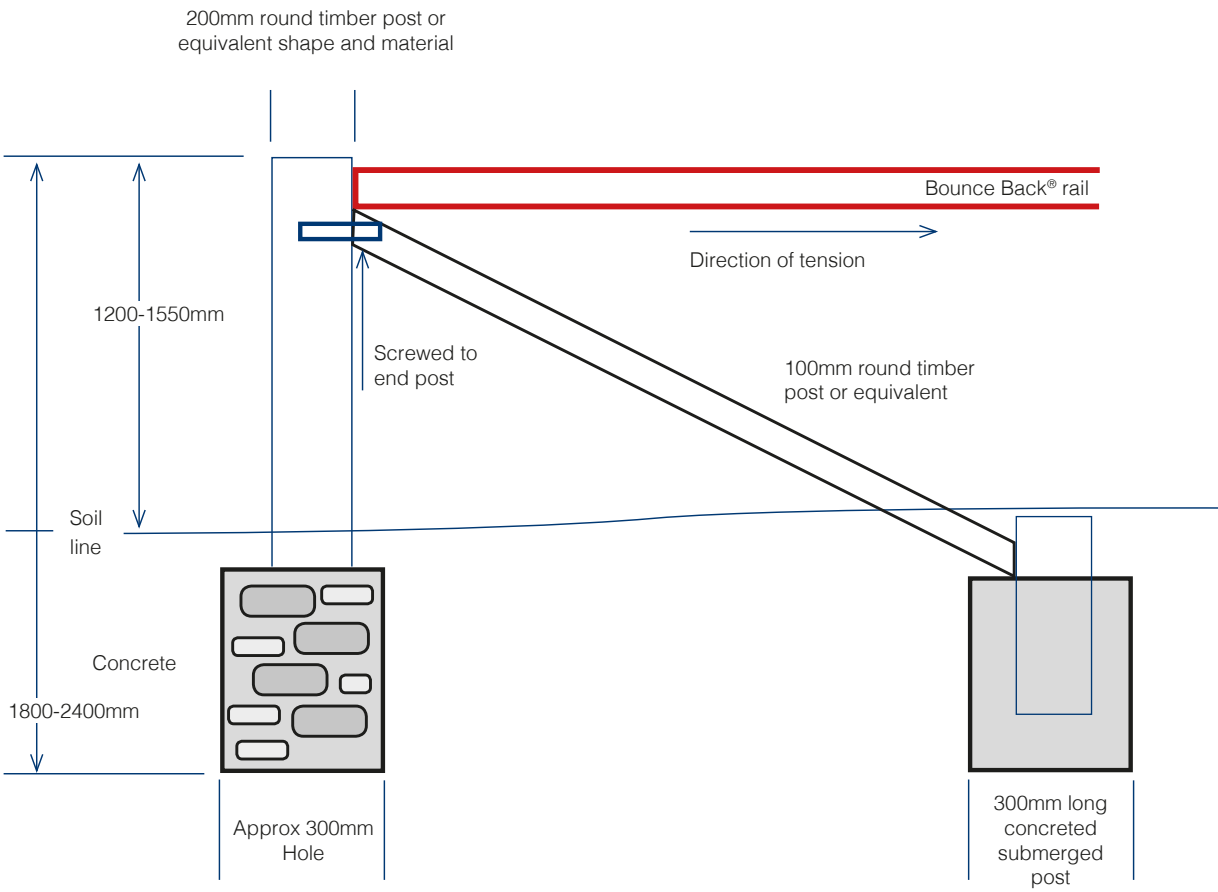 200mm round timber post or
equivalent shape and material
Bounce Back® rail
Direction of tension
1200-1550mm
Screwed to
end post
100mm round timber
post or equivalent
Soil
line
Concrete
1800-2400mm
Approx 300mm
Hole
300mm long
concreted
submerged
post